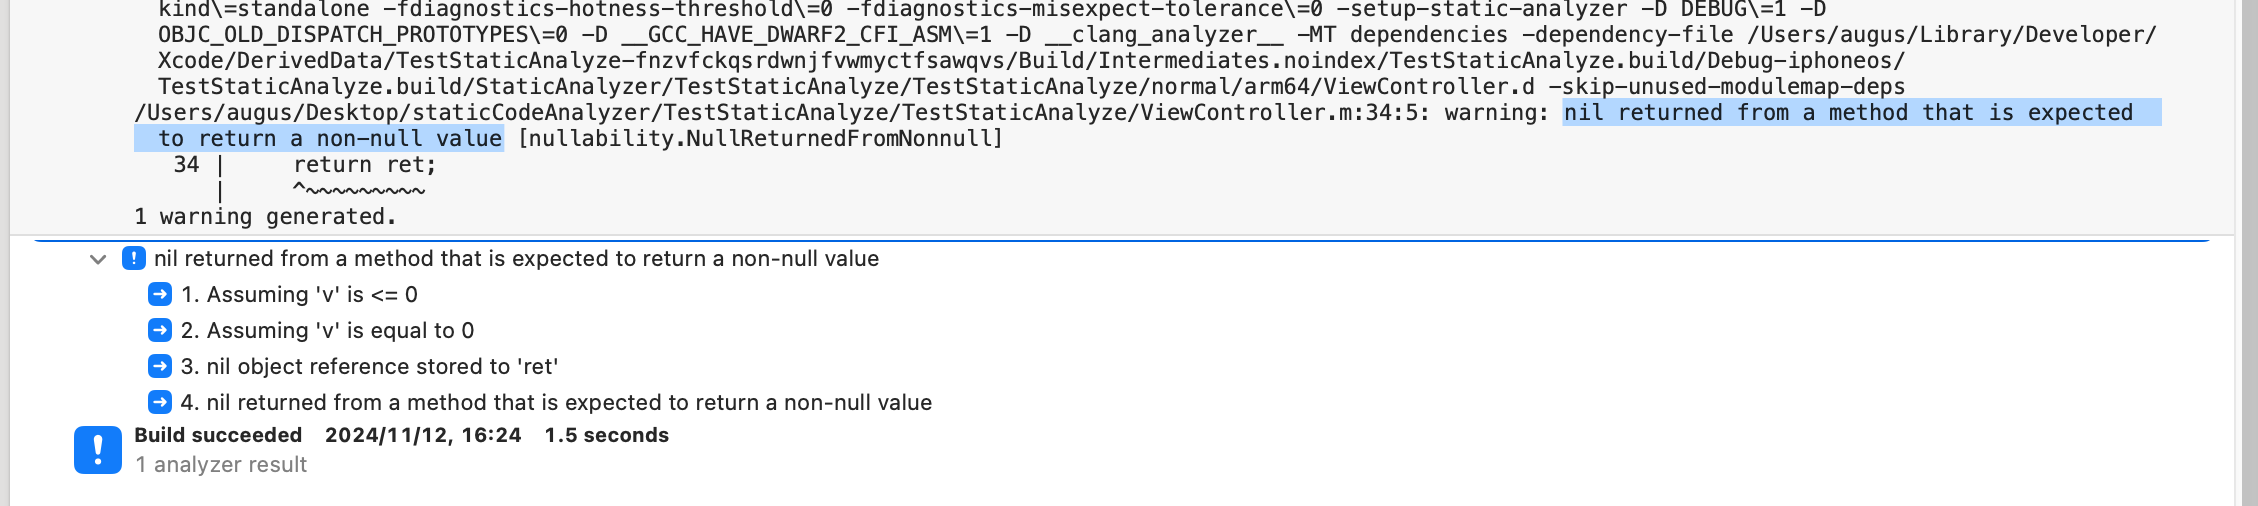 kind\=standalone -fdiagnostics-hotness-threshold\=0 -fdiagnostics-misexpect-tolerance\=0 -setup-static-analyzer -D DEBUG\=1 -D
OBJC_OLD_DISPATCH_PROTOTYPES\=0 -D __GCC_HAVE_DWARF2_CFI_ASM\=1 -D __clang_analyzer__ -MT dependencies -dependency-file /Users/augus/Library/Developer/
Xcode/DerivedData/TestStaticAnalyze-fnzvfckqsrdwnjfvwmyctfsawqvs/Build/Intermediates.noindex/TestStaticAnalyze.build/Debug-iphoneos/
TestStaticAnalyze.build/StaticAnalyzer/TestStaticAnalyze/TestStaticAnalyze/normal/arm64/ViewController.d -skip-unused-modulemap-deps
/Users/augus/Desktop/staticCodeAnalyzer/TestStaticAnalyze/TestStaticAnalyze/ViewController.m:34:5: warning: nil returned from a method that is expected
to return a non-null value [nullability.NullReturnedFromNonnull]
34 |     return ret;
|     ^~~~~~~~~~
1 warning generated.
nil returned from a method that is expected to return a non-null value
1. Assuming 'v' is <= 0
2. Assuming 'v' is equal to 0
3. nil object reference stored to 'ret'
4. nil returned from a method that is expected to return a non-null value
Build succeeded 2024/11/12, 16:24 1.5 seconds
1 analyzer result